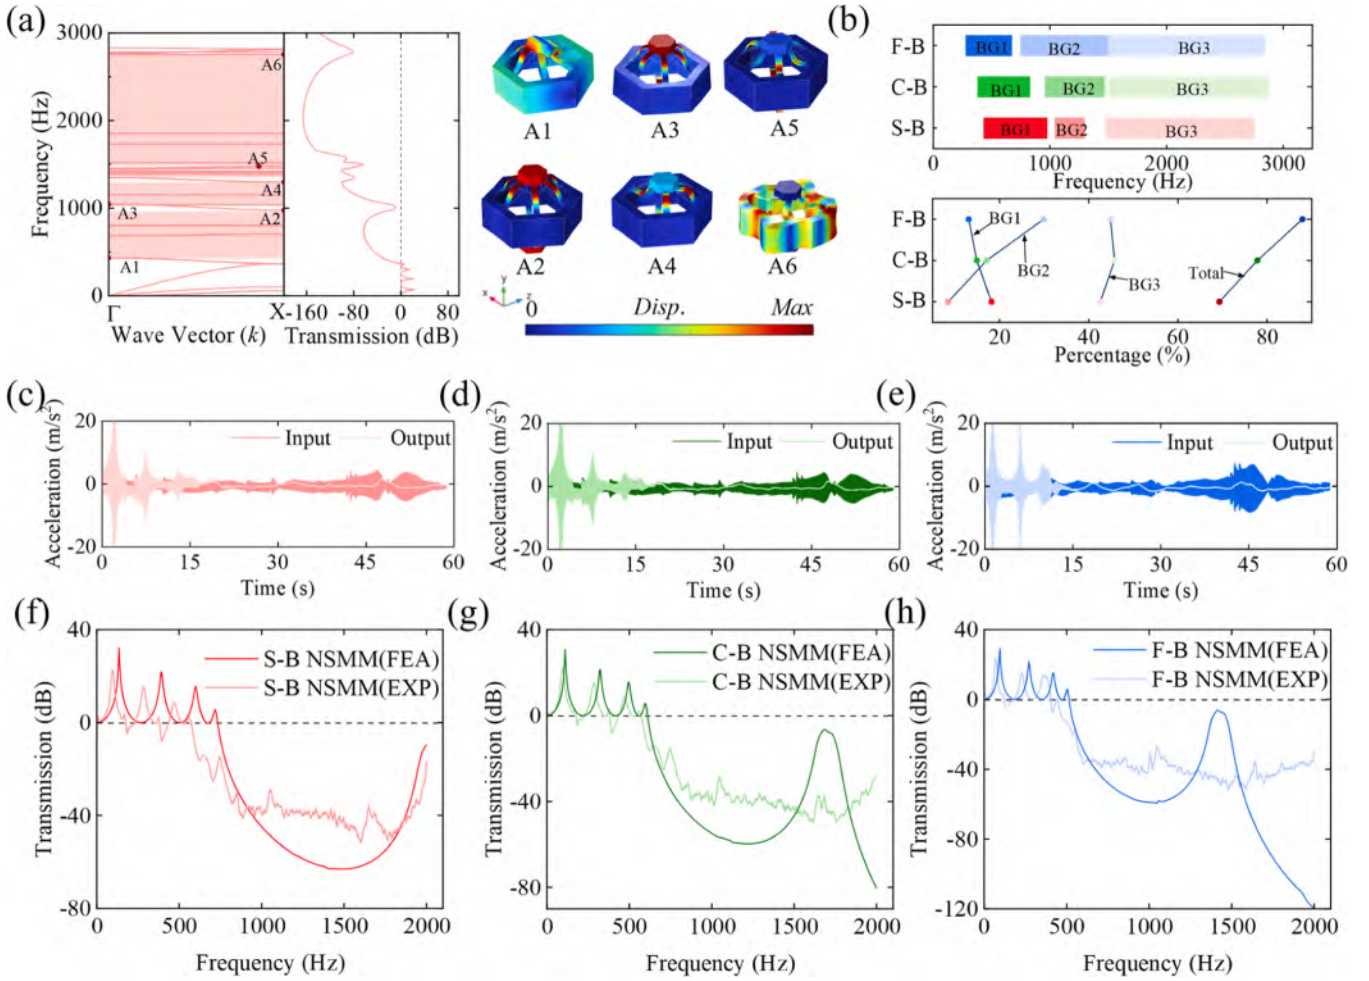 (a)
3000
2000
1000
0
Frequency (Hz)
A6
A5
A4
A3
A2
A1
Γ
X
-160
-80
0
80
Wave Vector (k)
Transmission (dB)
A1
A3
A5
A2
A4
A6
x
y
z
0
Disp.
Max
(b)
F-B
BG1
BG2
BG3
C-B
BG1
BG2
BG3
S-B
BG1
BG2
BG3
0
1000
2000
3000
Frequency (Hz)
F-B
C-B
S-B
BG1
BG2
BG3
Total
20
40
60
80
Percentage (%)
(c)
Acceleration (m/s²)
20
0
-20
Input
Output
0
15
30
45
60
Time (s)
(d)
Acceleration (m/s²)
20
0
-20
Input
Output
0
15
30
45
60
Time (s)
(e)
Acceleration (m/s²)
20
0
-20
Input
Output
0
15
30
45
60
Time (s)
(f)
Transmission (dB)
40
0
-40
-80
S-B NSMM(FEA)
S-B NSMM(EXP)
0
500
1000
1500
2000
Frequency (Hz)
(g)
Transmission (dB)
40
0
-40
-80
C-B NSMM(FEA)
C-B NSMM(EXP)
0
500
1000
1500
2000
Frequency (Hz)
(h)
Transmission (dB)
40
0
-40
-80
-120
F-B NSMM(FEA)
F-B NSMM(EXP)
0
500
1000
1500
2000
Frequency (Hz)